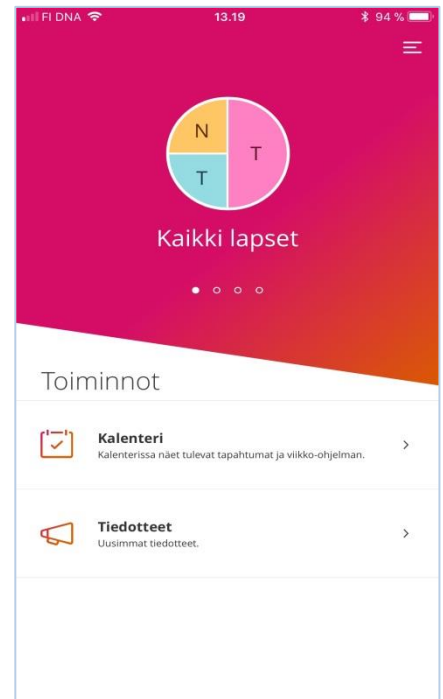 FI DNA 13.19 94 %
N
T
T
Kaikki lapset
Toiminnot
Kalenteri
Kalenterissa näet tulevat tapahtumat ja viikko-ohjelman.
Tiedotteet
Uusimmat tiedotteet.